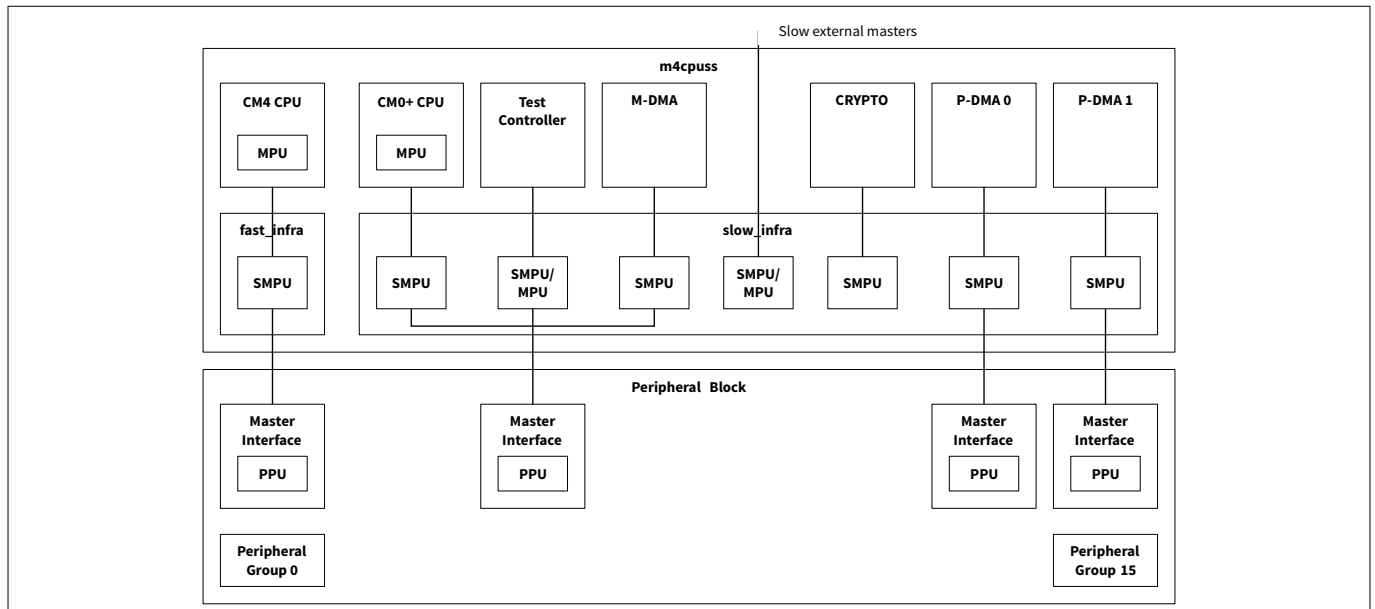 Slow external masters
m4cpuss
CM4 CPU
MPU
CM0+ CPU
MPU
Test
Controller
M-DMA
CRYPTO
P-DMA 0
P-DMA 1
fast_infra
slow_infra
SMPU
SMPU
SMPU/
MPU
SMPU
SMPU/
MPU
SMPU
SMPU
SMPU
Peripheral Block
Master
Interface
PPU
Master
Interface
PPU
Master
Interface
PPU
Master
Interface
PPU
Peripheral
Group 0
Peripheral
Group 15